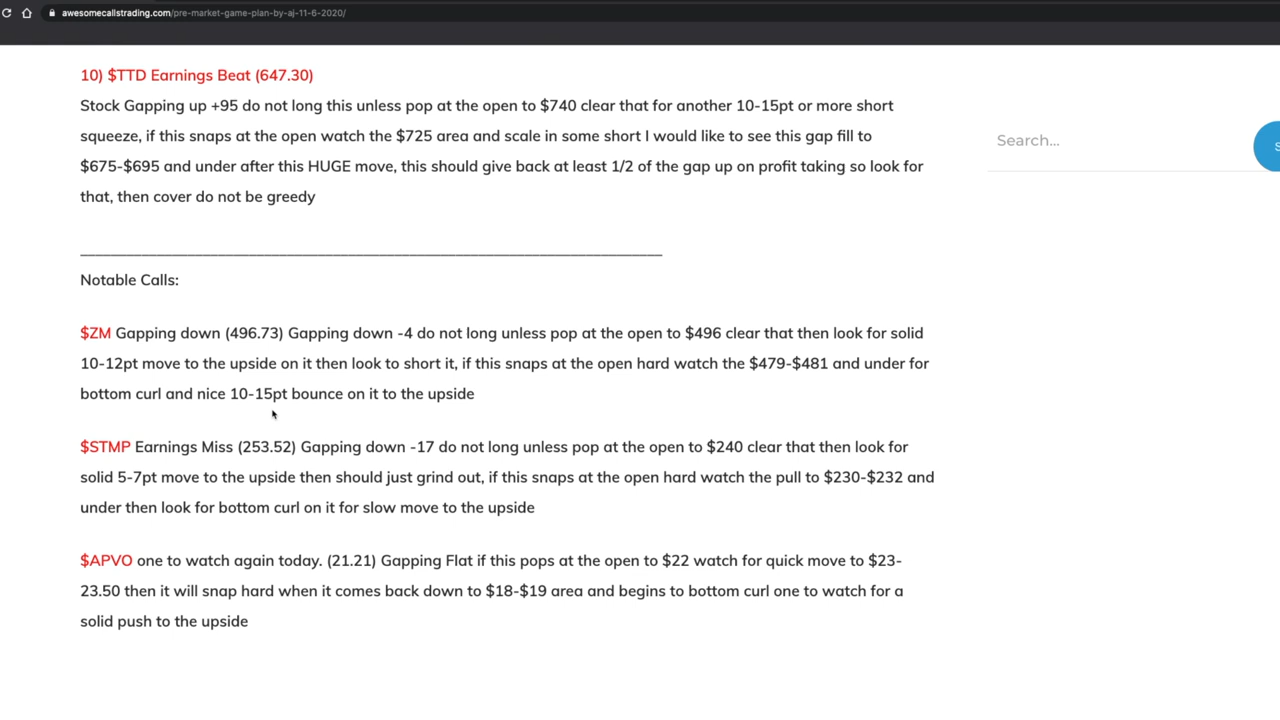 awesomecallstrading.com/pre-market-game-plan-by-aj-11-6-2020/
10) $TTD Earnings Beat (647.30)
Stock Gapping up +95 do not long this unless pop at the open to $740 clear that for another 10-15pt or more short
squeeze, if this snaps at the open watch the $725 area and scale in some short I would like to see this gap fill to
$675-$695 and under after this HUGE move, this should give back at least 1/2 of the gap up on profit taking so look for
that, then cover do not be greedy
Search...
S
Notable Calls:
$ZM Gapping down (496.73) Gapping down -4 do not long unless pop at the open to $496 clear that then look for solid
10-12pt move to the upside on it then look to short it, if this snaps at the open hard watch the $479-$481 and under for
bottom curl and nice 10-15pt bounce on it to the upside
$STMP Earnings Miss (253.52) Gapping down -17 do not long unless pop at the open to $240 clear that then look for
solid 5-7pt move to the upside then should just grind out, if this snaps at the open hard watch the pull to $230-$232 and
under then look for bottom curl on it for slow move to the upside
$APVO one to watch again today. (21.21) Gapping Flat if this pops at the open to $22 watch for quick move to $23-
23.50 then it will snap hard when it comes back down to $18-$19 area and begins to bottom curl one to watch for a
solid push to the upside